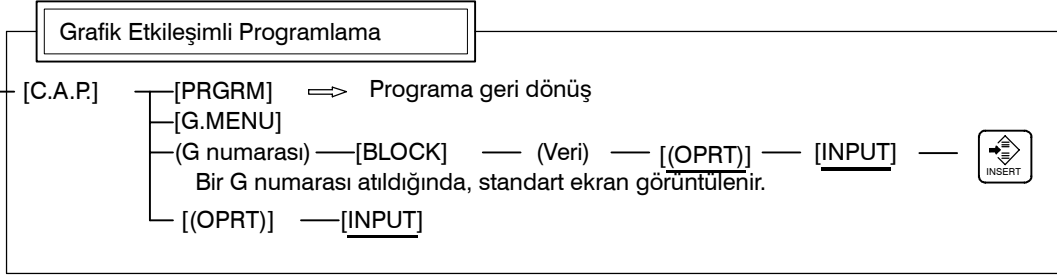 Grafik Etkileşimli Programlama
[C.A.P.] [PRGRM] Programa geri dönüş
[G.MENU]
(G numarası) [BLOCK] (Veri) [(OPRT)] [INPUT] INSERT
Bir G numarası atıldığında, standart ekran görüntülenir.
[(OPRT)] [INPUT]